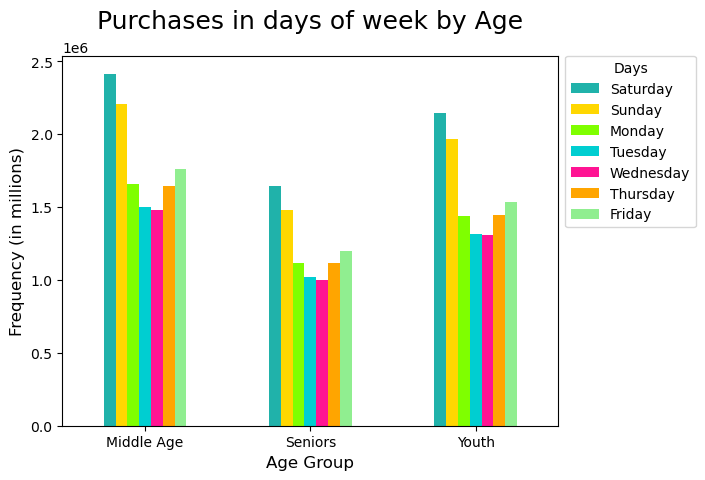 Purchases in days of week by Age
1e6
2.5
2.0
1.5
1.0
0.5
0.0
Frequency (in millions)
Middle Age
Seniors
Youth
Age Group
Days
Saturday
Sunday
Monday
Tuesday
Wednesday
Thursday
Friday